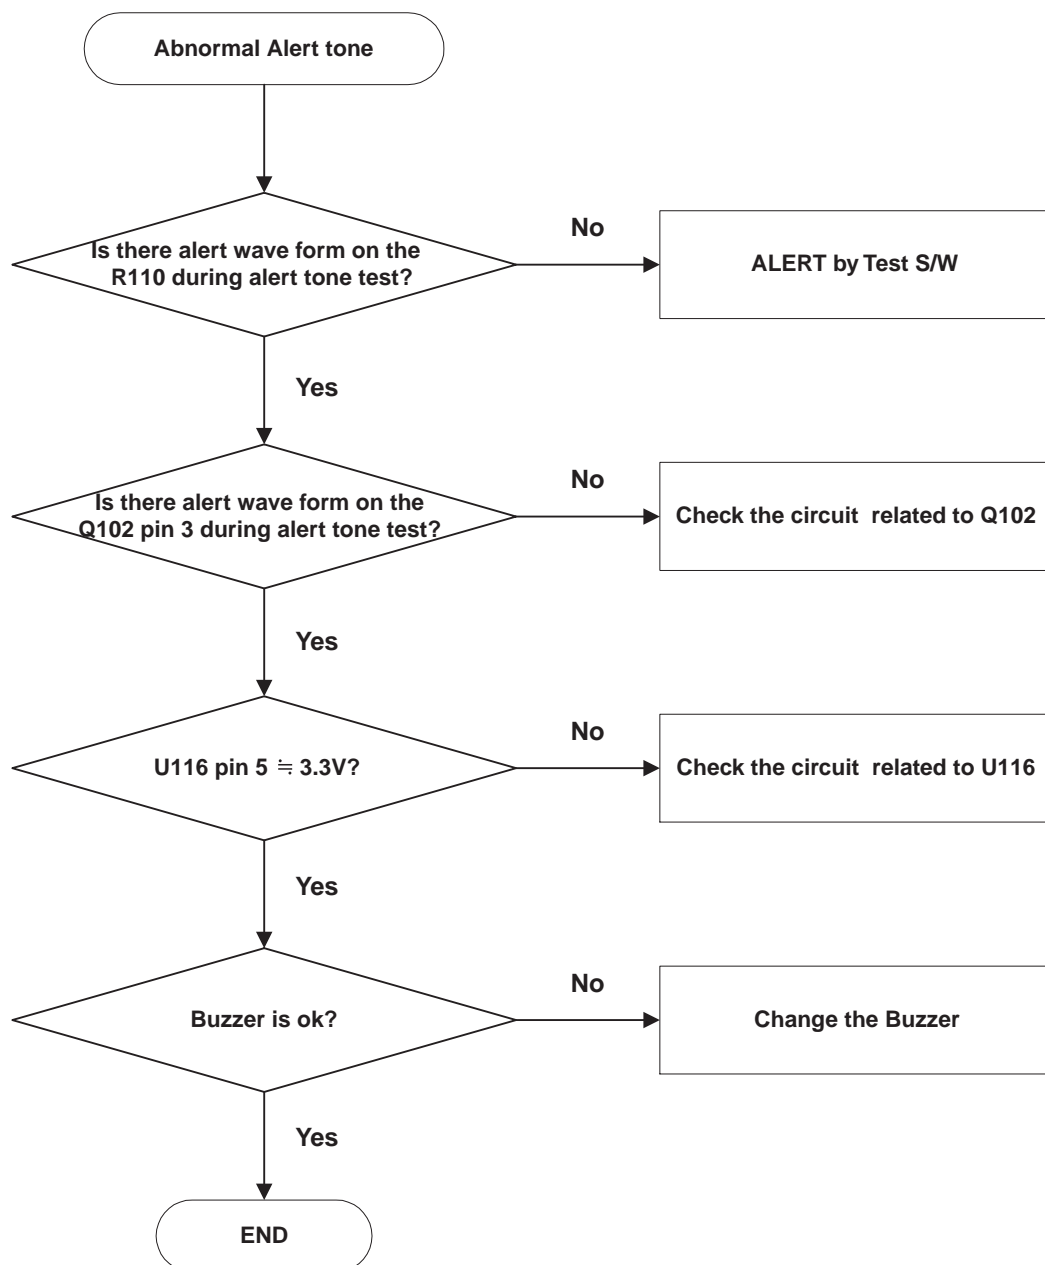 Abnormal Alert tone
Is there alert wave form on the
R110 during alert tone test?
No
ALERT by Test S/W
Yes
Is there alert wave form on the
Q102 pin 3 during alert tone test?
No
Check the circuit related to Q102
Yes
U116 pin 5 ≒ 3.3V?
No
Check the circuit related to U116
Yes
Buzzer is ok?
No
Change the Buzzer
Yes
END